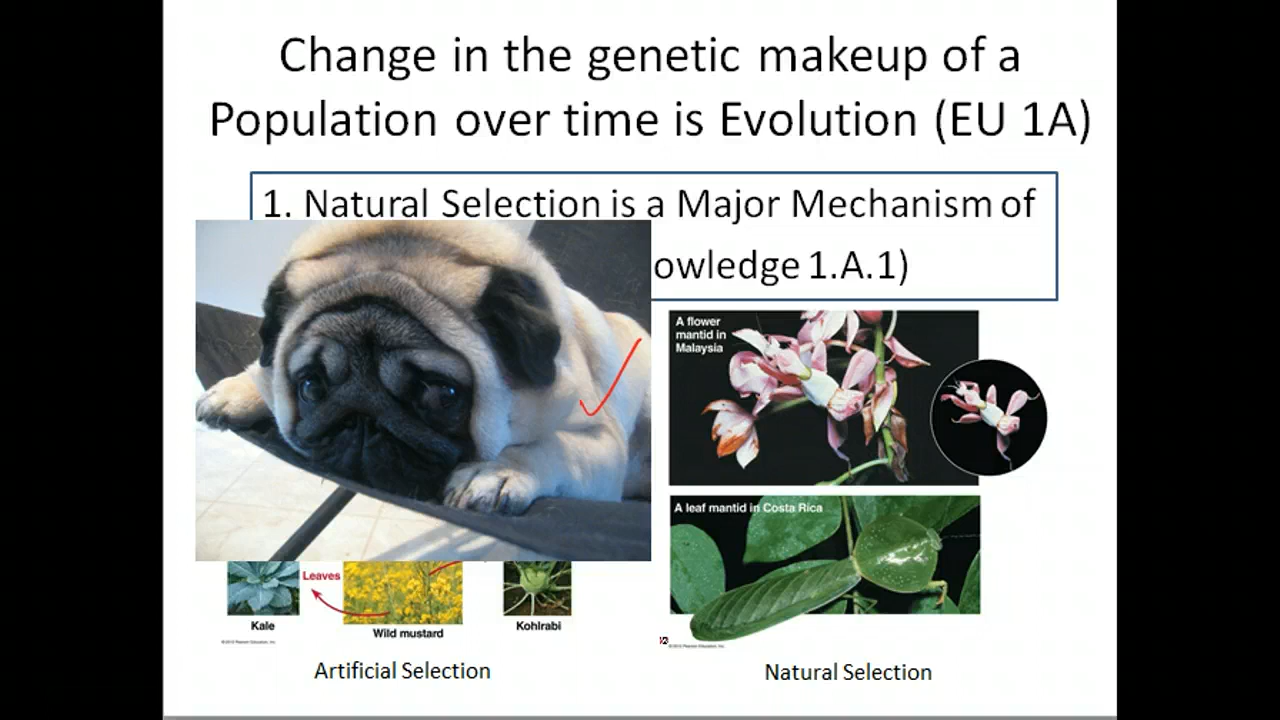 Change in the genetic makeup of a
Population over time is Evolution (EU 1A)
1. Natural Selection is a Major Mechanism of
owledge 1.A.1)
A flower
mantid in
Malaysia
A leaf mantid in Costa Rica
Leaves
Kale
Wild mustard
Kohlrabi
Artificial Selection
Natural Selection